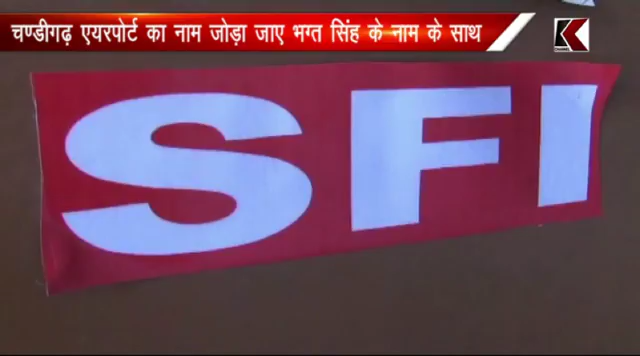 चण्डीगढ़ एयरपोर्ट का नाम जोड़ा जाए भगत सिंह के नाम के साथ
K
SFI